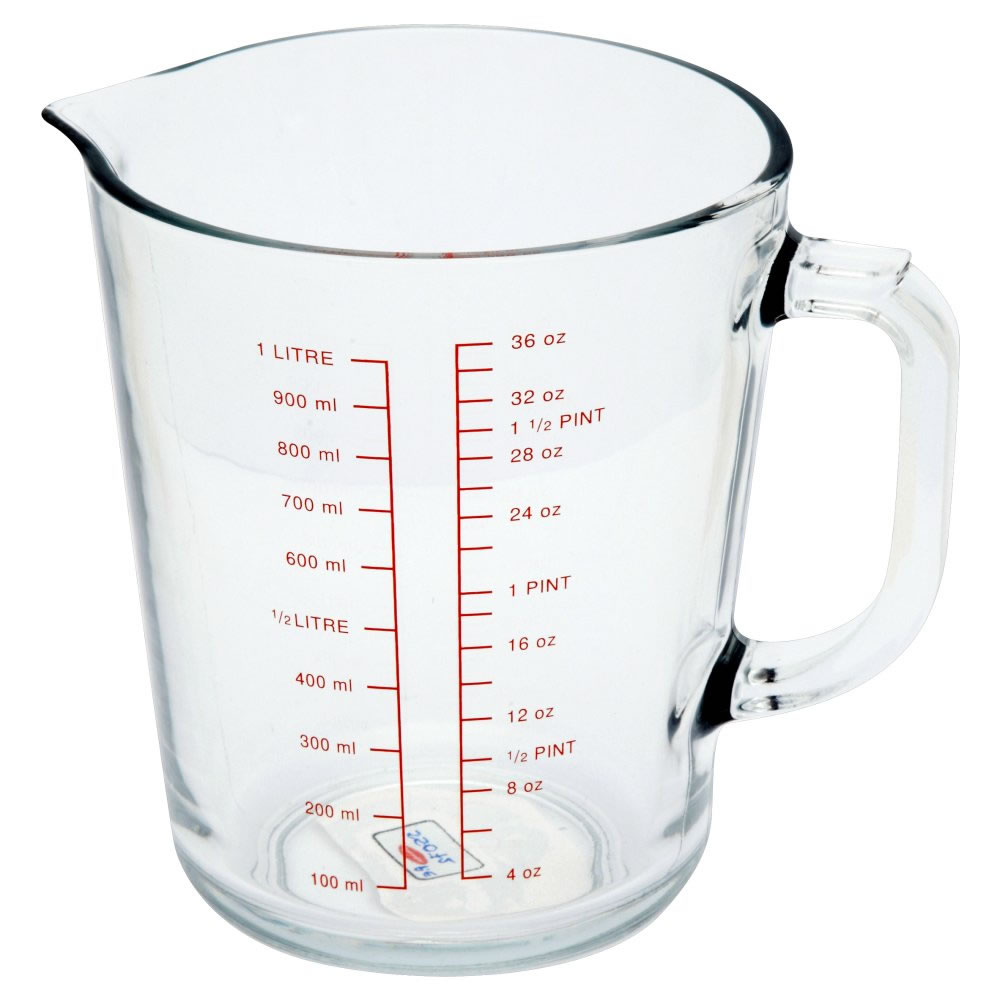 1 LITRE
900 ml
800 ml
700 ml
600 ml
1/2 LITRE
400 ml
300 ml
200 ml
100 ml
36 oz
32 oz
1 1/2 PINT
28 oz
24 oz
1 PINT
16 oz
12 oz
1/2 PINT
8 oz
4 oz